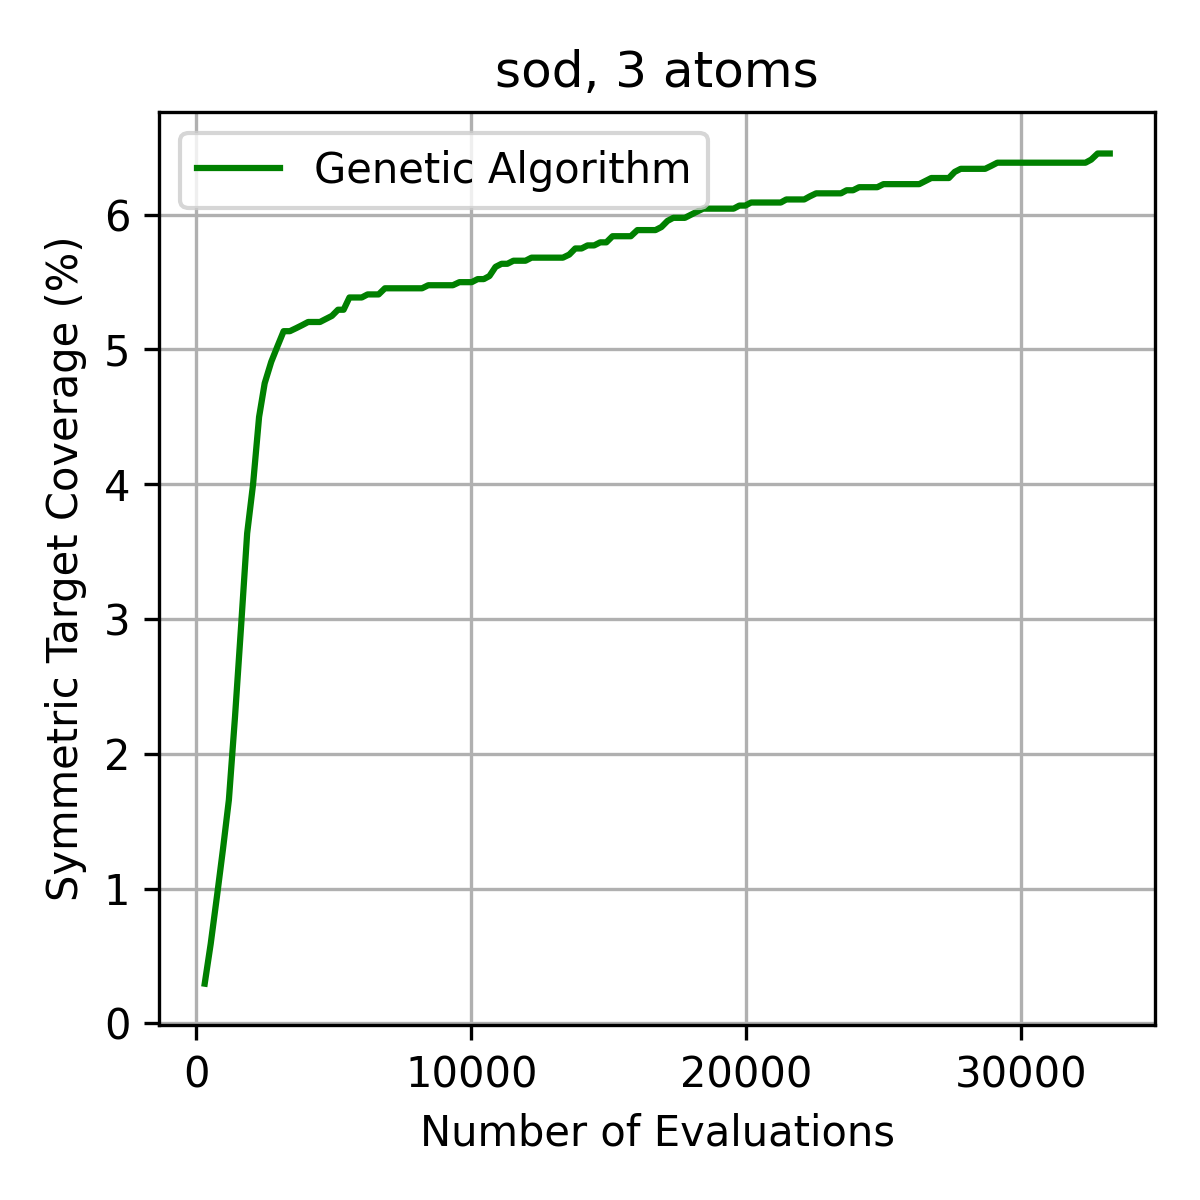 sod, 3 atoms
Genetic Algorithm
Symmetric Target Coverage (%)
6
5
4
3
2
1
0
0 10000 20000 30000
Number of Evaluations